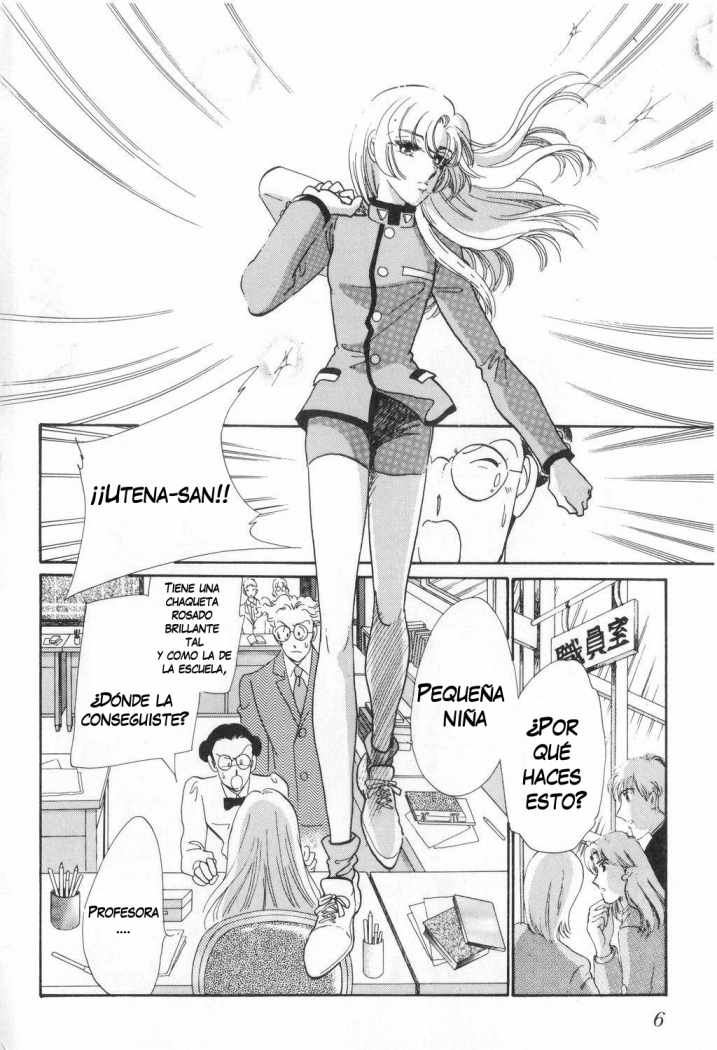 ¡¡Utena-san!!
職員室
¿Por
qué
haces
esto?
Pequeña
niña
Tiene una
chaqueta
rosado
brillante
tal
y como la de
la escuela,
¿Dónde la
conseguiste?
Profesora
....
6